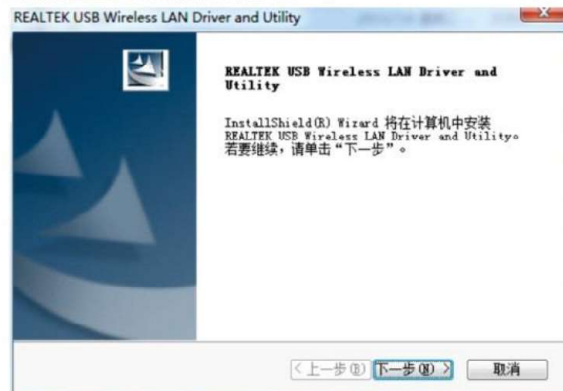 REALTEK USB Wireless LAN Driver and Utility
REALTEK USB Wireless LAN Driver and
Utility
InstallShield(R) Wizard 将在计算机中安装
REALTEK USB Wireless LAN Driver and Utility。
若要继续，请单击“下一步”。
<上一步(B) 下一步(N)> 取消